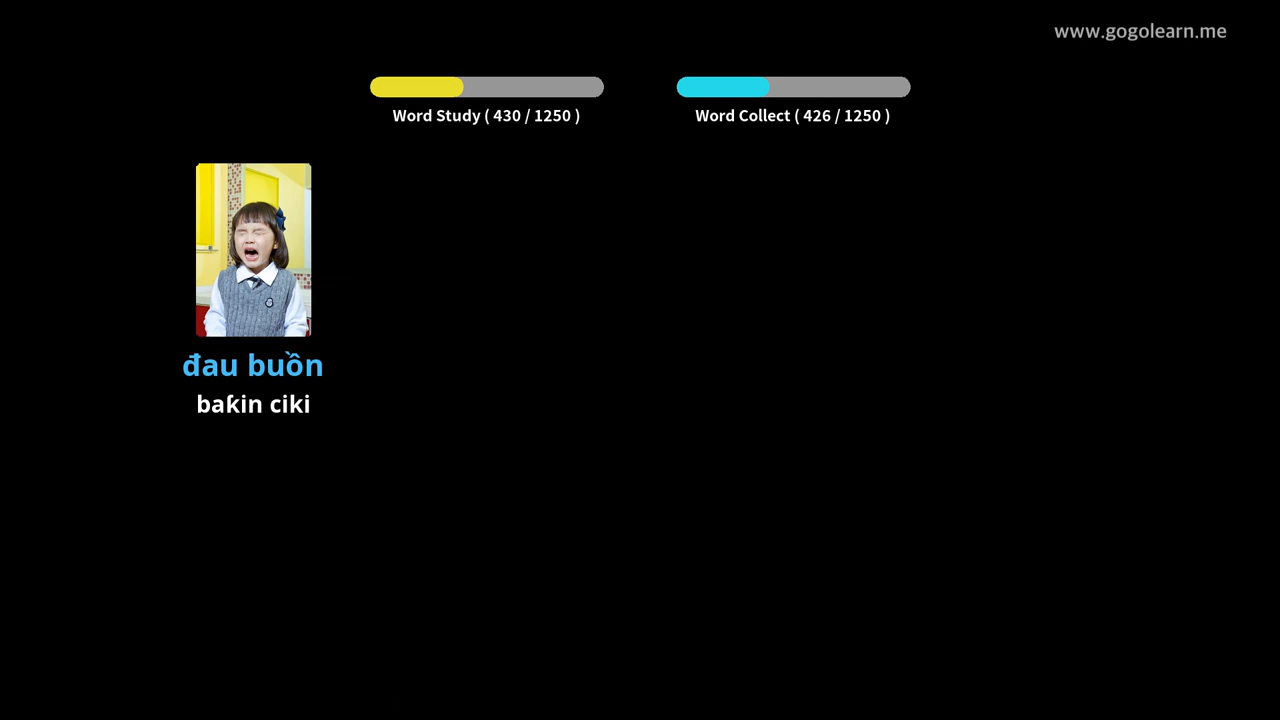 www.gogolearn.me
Word Study ( 430 / 1250 )
Word Collect ( 426 / 1250 )
đau buồn
baƙin ciki